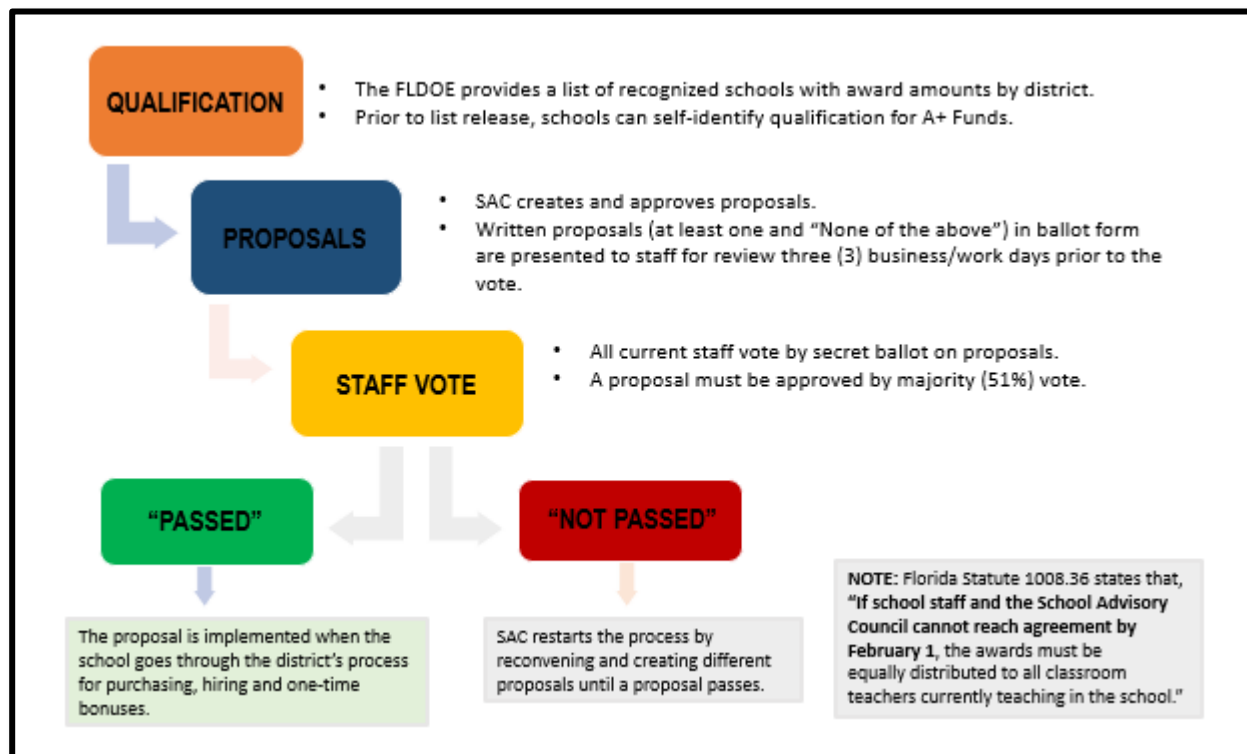 QUALIFICATION
• The FLDOE provides a list of recognized schools with award amounts by district.
• Prior to list release, schools can self-identify qualification for A+ Funds.
PROPOSALS
• SAC creates and approves proposals.
• Written proposals (at least one and “None of the above”) in ballot form
are presented to staff for review three (3) business/work days prior to the
vote.
STAFF VOTE
• All current staff vote by secret ballot on proposals.
• A proposal must be approved by majority (51%) vote.
“PASSED”
“NOT PASSED”
The proposal is implemented when the
school goes through the district’s process
for purchasing, hiring and one-time
bonuses.
SAC restarts the process by
reconvening and creating different
proposals until a proposal passes.
NOTE: Florida Statute 1008.36 states that,
“If school staff and the School Advisory
Council cannot reach agreement by
February 1, the awards must be
equally distributed to all classroom
teachers currently teaching in the school.”